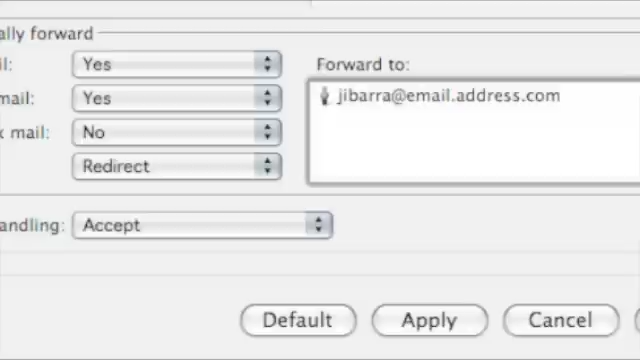 ally forward
il: Yes Forward to:
mail: Yes jibarra@email.address.com
k mail: No
Redirect
andling: Accept
Default Apply Cancel